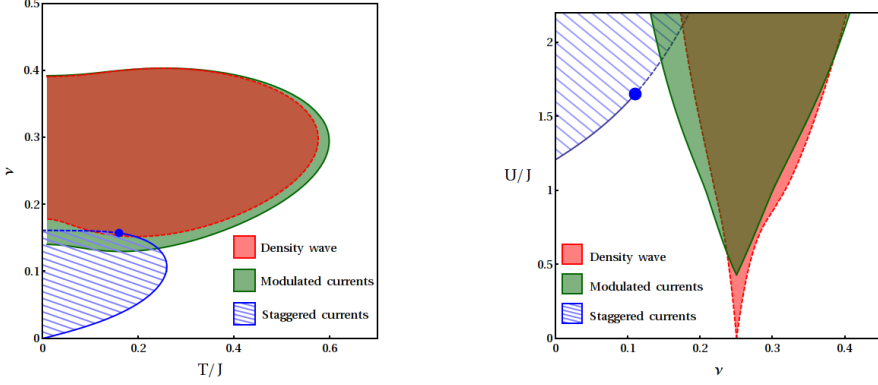 0.5
0.4
0.3
ν
0.2
0.1
0
0
0.2
0.4
0.6
T/J
Density wave
Modulated currents
Staggered currents
2
1.5
U/J
1
0.5
0
0
0.1
0.2
0.3
0.4
ν
Density wave
Modulated currents
Staggered currents